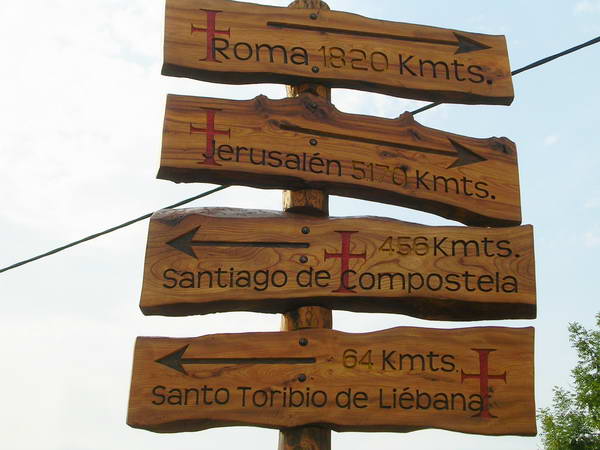 Roma 1820 Kmts.
Jerusalén 5170 Kmts.
456 Kmts.
Santiago de Compostela
64 Kmts.
Santo Toribio de Liébana